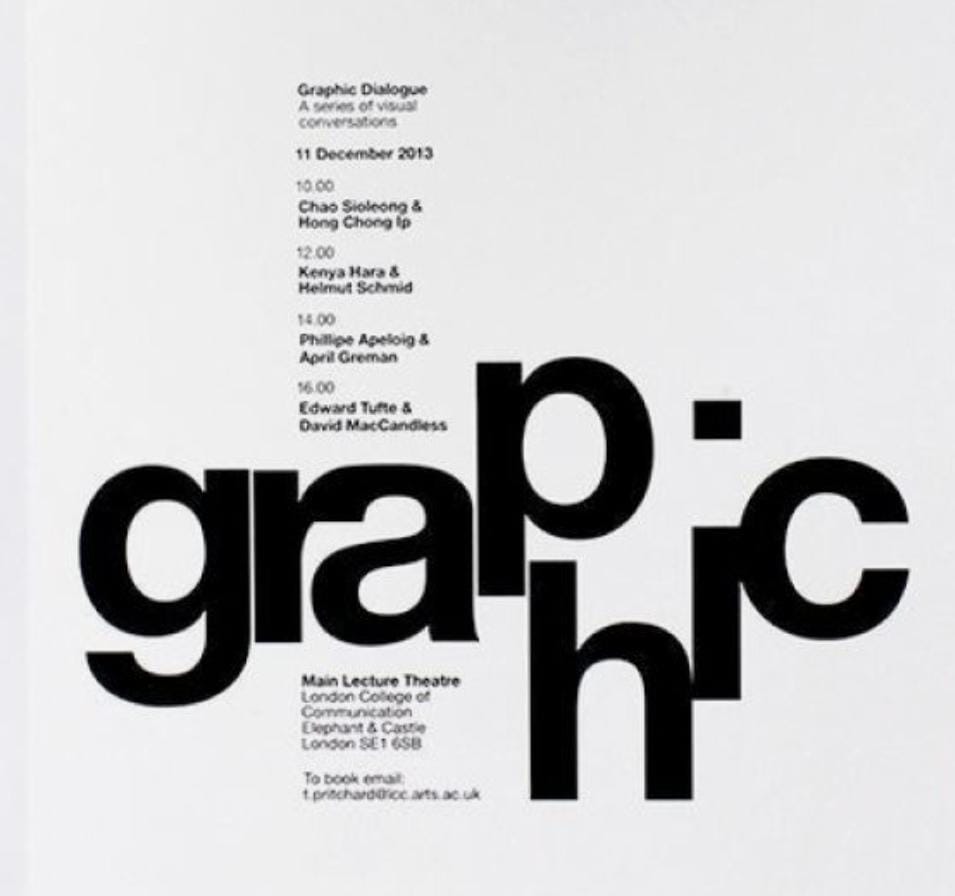 Graphic Dialogue
A series of visual
conversations
11 December 2013
10.00
Chao Sioleong &
Hong Chong Ip
12.00
Kenya Hara &
Helmut Schmid
14.00
Phillipe Apeloig &
April Greman
16.00
Edward Tufte &
David MacCandless
graphic
Main Lecture Theatre
London College of
Communication
Elephant & Castle
London SE1 6SB
To book email:
t.pritchard@lcc.arts.ac.uk